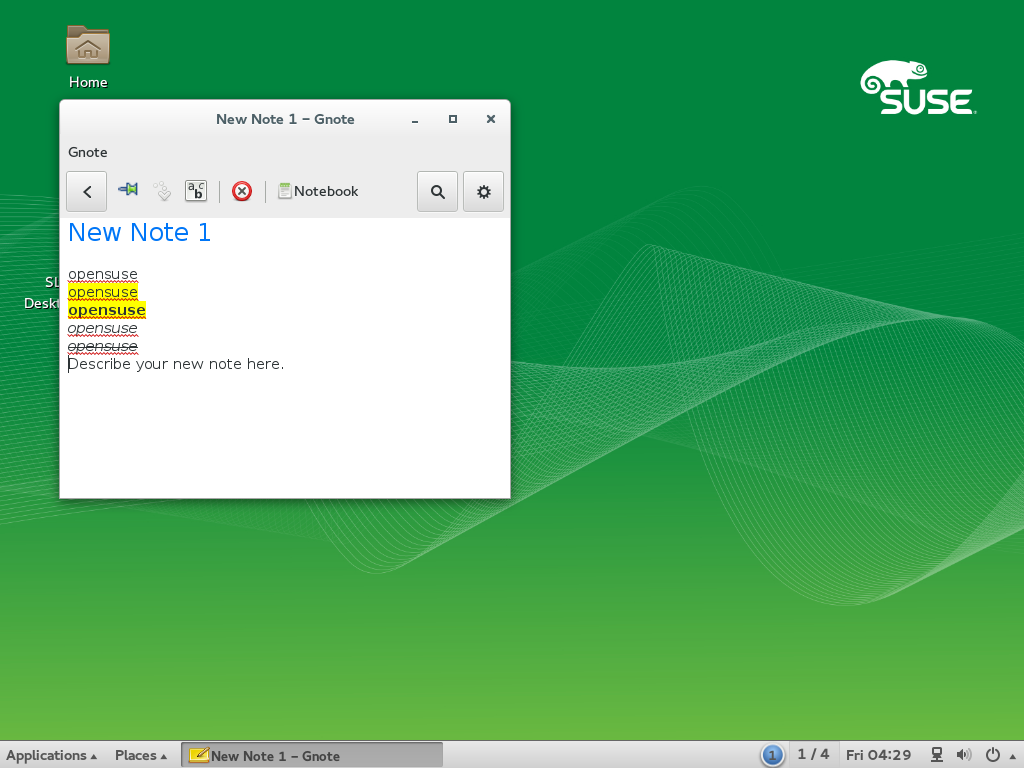 Home
SUSE
New Note 1 – Gnote
Gnote
a c b
Notebook
New Note 1
SL
Deskt
opensuse
opensuse
opensuse
opensuse
opensuse
Describe your new note here.
Applications
Places
New Note 1 – Gnote
1
1 / 4
Fri 04:29